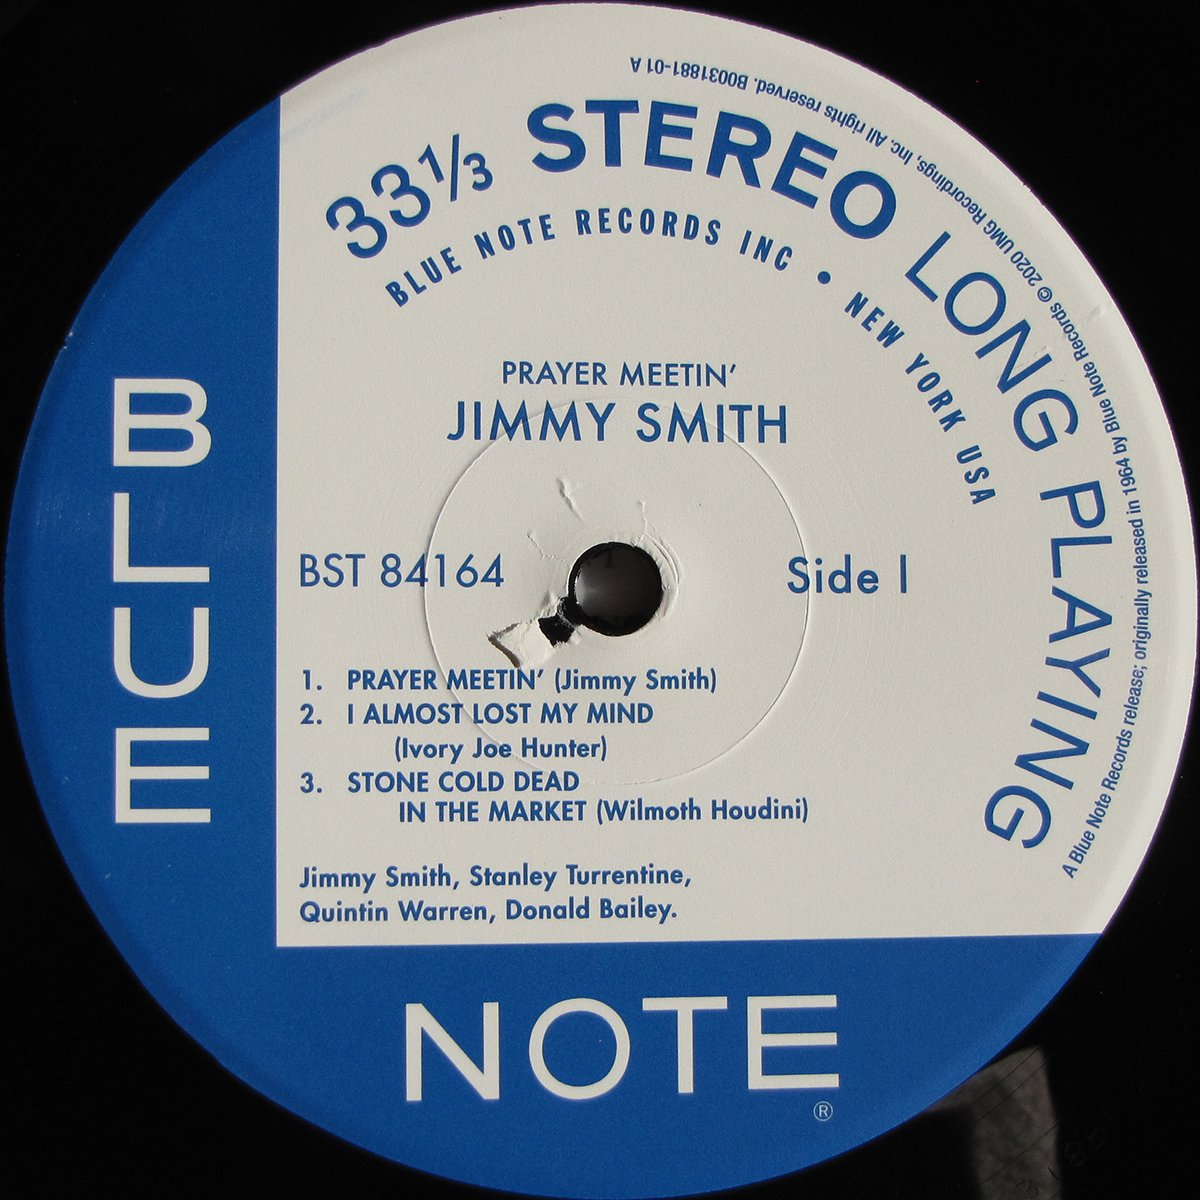 33 1/3 STEREO LONG PLAYING
BLUE NOTE RECORDS INC • NEW YORK USA
A Blue Note Records release; originally released in 1964 by Blue Note Records © 2020 UMG Recordings, Inc. All rights reserved. B0031881-01 A
PRAYER MEETIN’
JIMMY SMITH
BST 84164
Side 1
1. PRAYER MEETIN’ (Jimmy Smith)
2. I ALMOST LOST MY MIND
(Ivory Joe Hunter)
3. STONE COLD DEAD
IN THE MARKET (Wilmoth Houdini)
Jimmy Smith, Stanley Turrentine,
Quintin Warren, Donald Bailey.
BLUE
NOTE
®